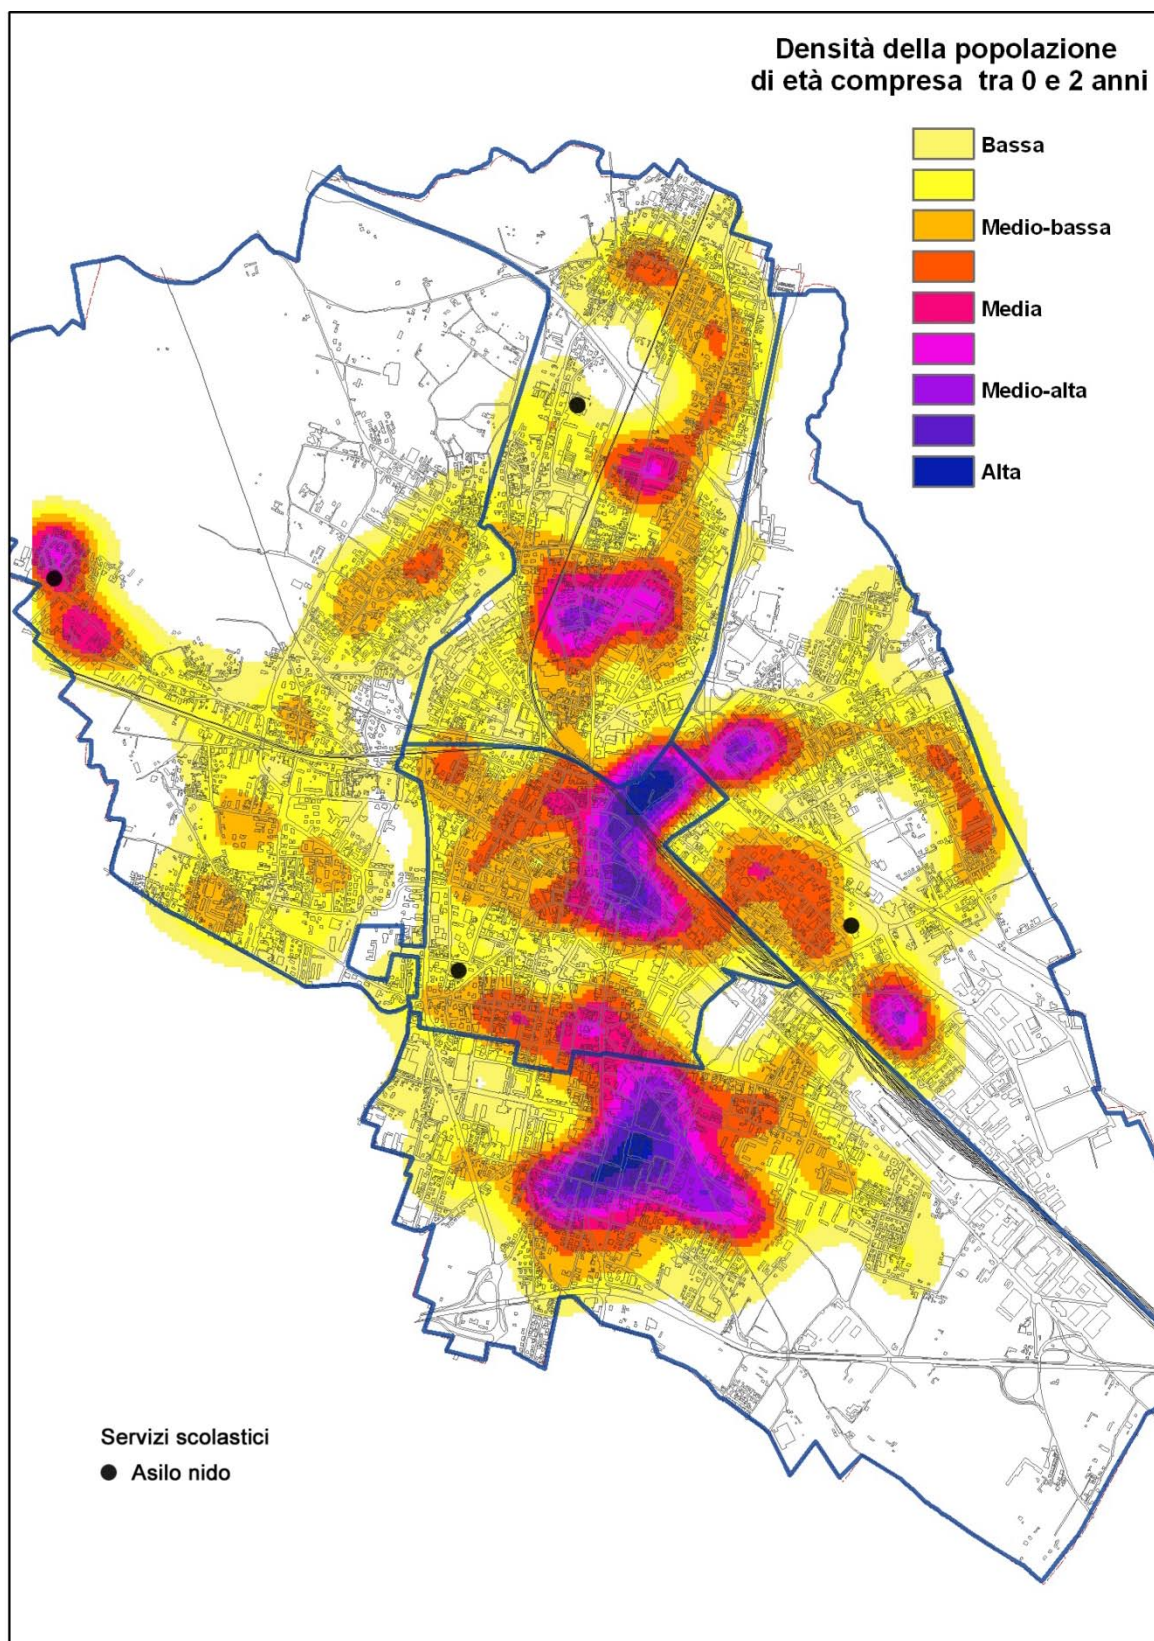 Densità della popolazione
di età compresa tra 0 e 2 anni
Bassa
Medio-bassa
Media
Medio-alta
Alta
Servizi scolastici
Asilo nido